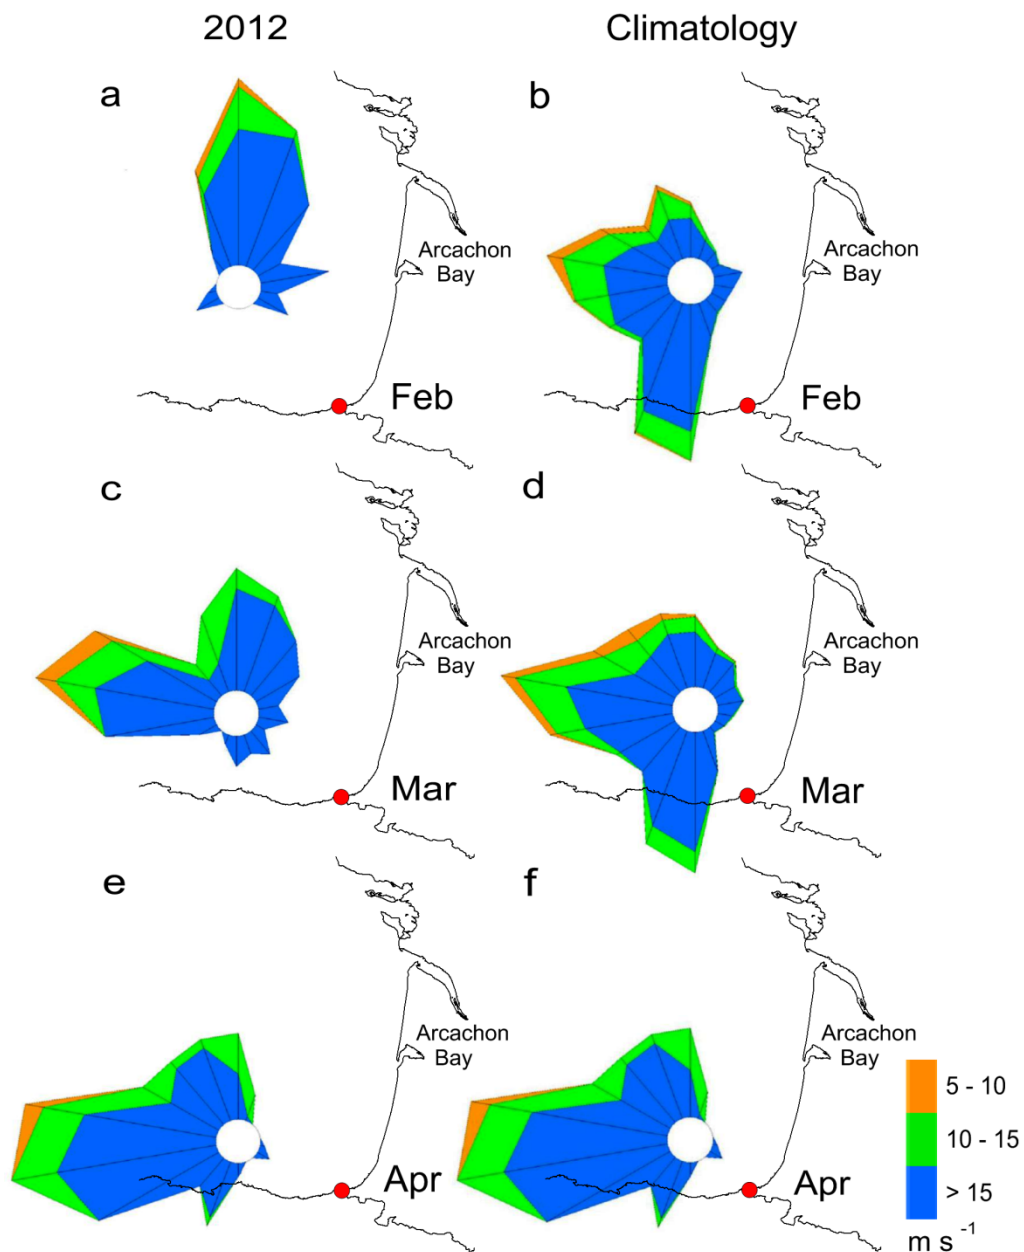 2012
Climatology
a
b
Arcachon
Bay
Arcachon
Bay
Feb
Feb
c
d
Arcachon
Bay
Arcachon
Bay
Mar
Mar
e
f
Arcachon
Bay
Arcachon
Bay
5 - 10
10 - 15
> 15
m s⁻¹
Apr
Apr